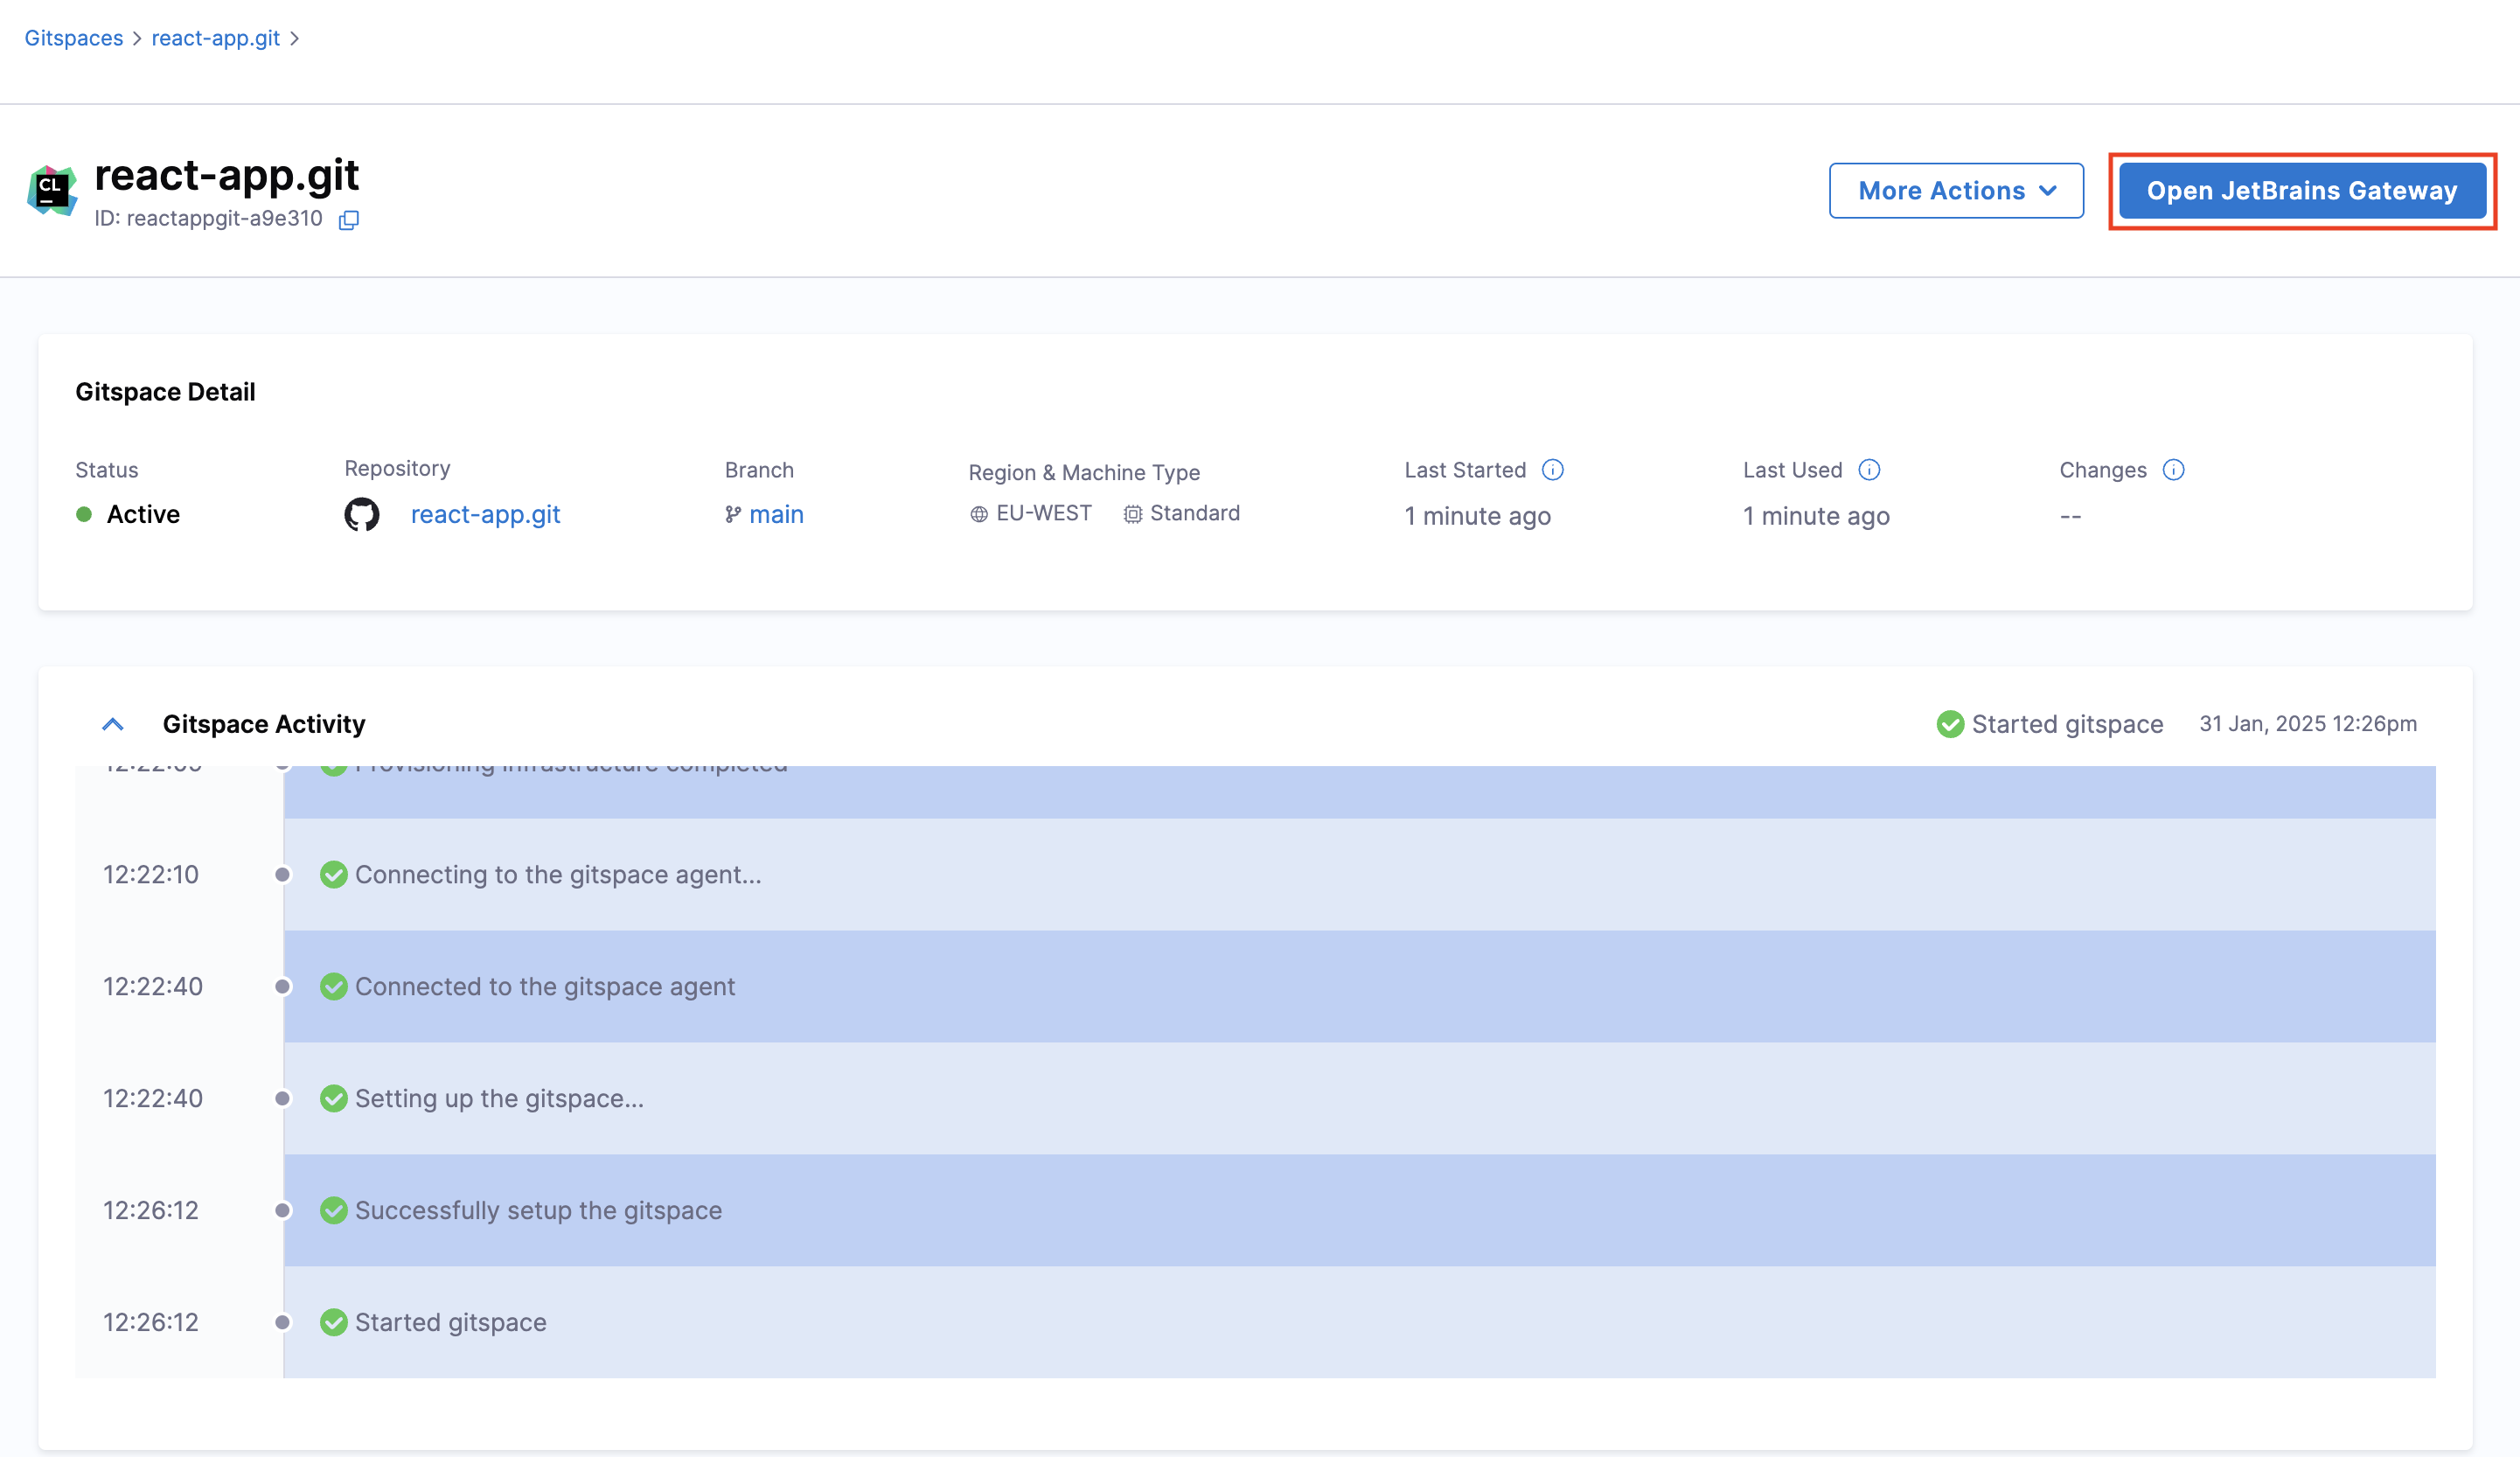 Gitspaces > react-app.git >
CL
react-app.git
ID: reactappgit-a9e310
More Actions
Open JetBrains Gateway
Gitspace Detail
Status
Repository
Branch
Region & Machine Type
Last Started
Last Used
Changes
Active
react-app.git
main
EU-WEST
Standard
1 minute ago
1 minute ago
--
Gitspace Activity
Started gitspace
31 Jan, 2025 12:26pm
Provisioning infrastructure completed
12:22:10 Connecting to the gitspace agent...
12:22:40 Connected to the gitspace agent
12:22:40 Setting up the gitspace...
12:26:12 Successfully setup the gitspace
12:26:12 Started gitspace